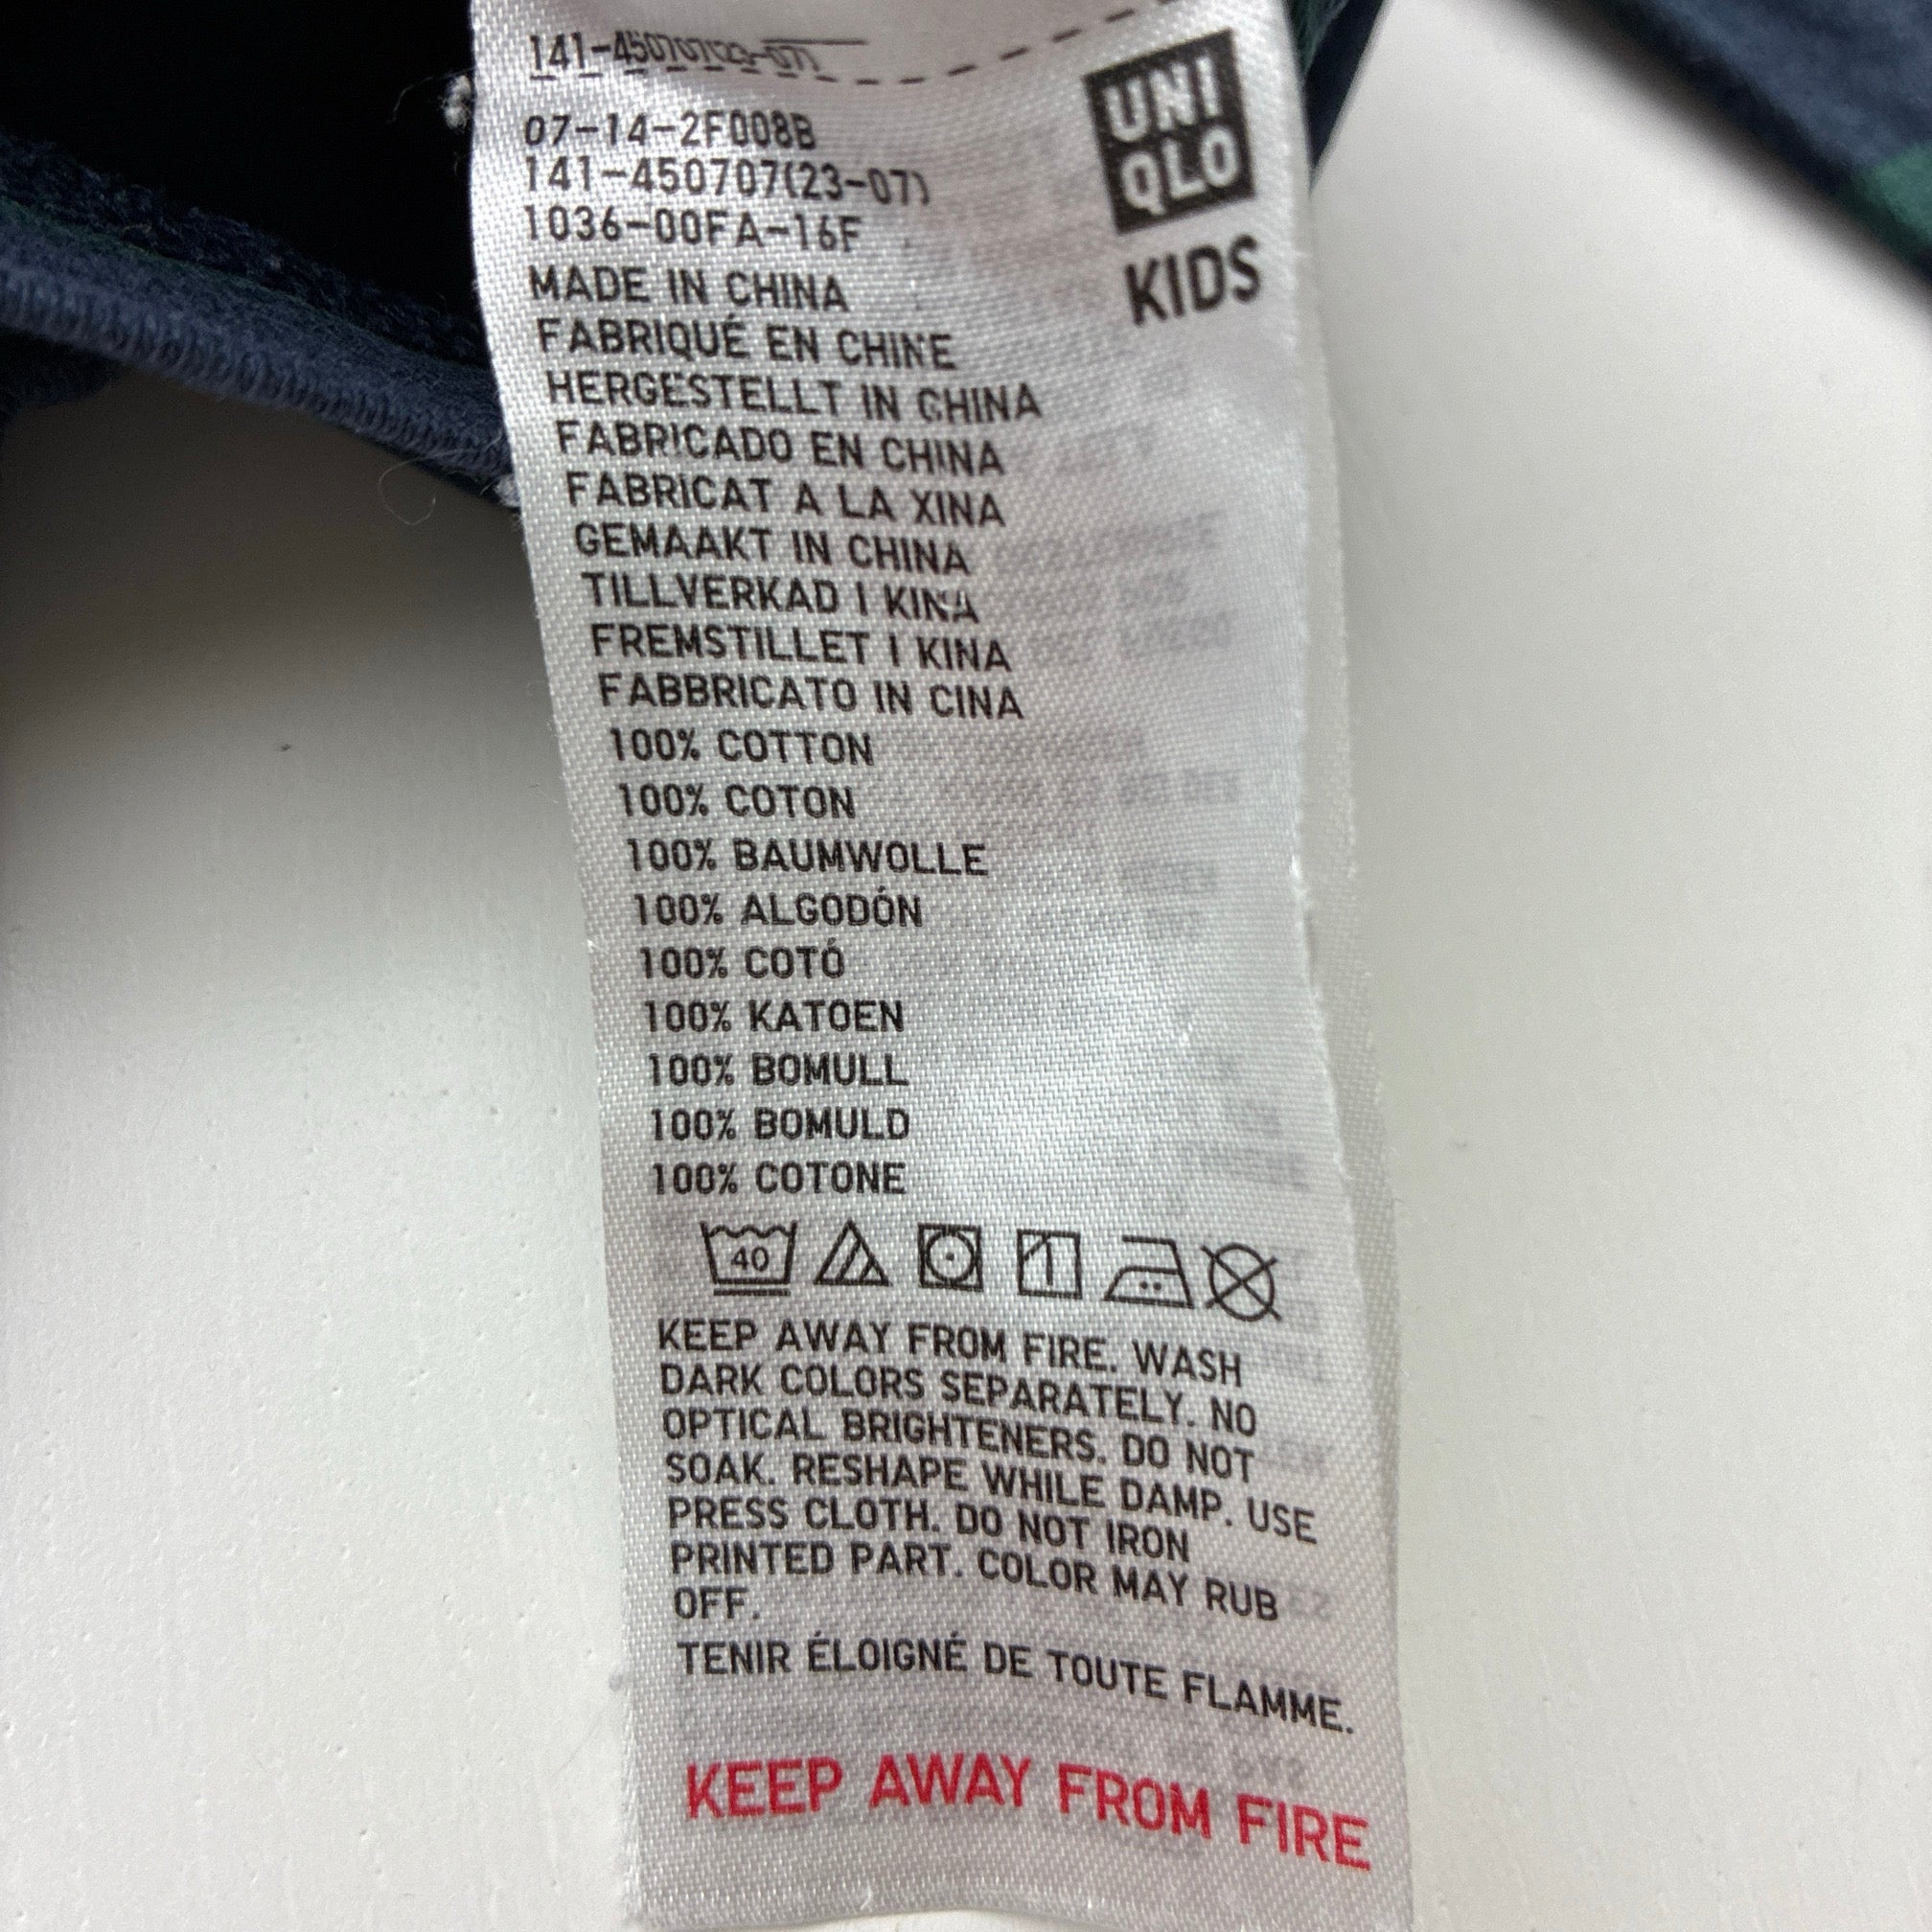 141-450707(23-07)
UNI
QLO
KIDS
07-14-2F008B
141-450707(23-07)
1036-00FA-16F
MADE IN CHINA
FABRIQUÉ EN CHINE
HERGESTELLT IN CHINA
FABRICADO EN CHINA
FABRICAT A LA XINA
GEMAAKT IN CHINA
TILLVERKAD I KINA
FREMSTILLET I KINA
FABBRICATO IN CINA
100% COTTON
100% COTON
100% BAUMWOLLE
100% ALGODÓN
100% COTÓ
100% KATOEN
100% BOMULL
100% BOMULD
100% COTONE
40
KEEP AWAY FROM FIRE. WASH
DARK COLORS SEPARATELY. NO
OPTICAL BRIGHTENERS. DO NOT
SOAK. RESHAPE WHILE DAMP. USE
PRESS CLOTH. DO NOT IRON
PRINTED PART. COLOR MAY RUB
OFF.
TENIR ÉLOIGNÉ DE TOUTE FLAMME.
KEEP AWAY FROM FIRE